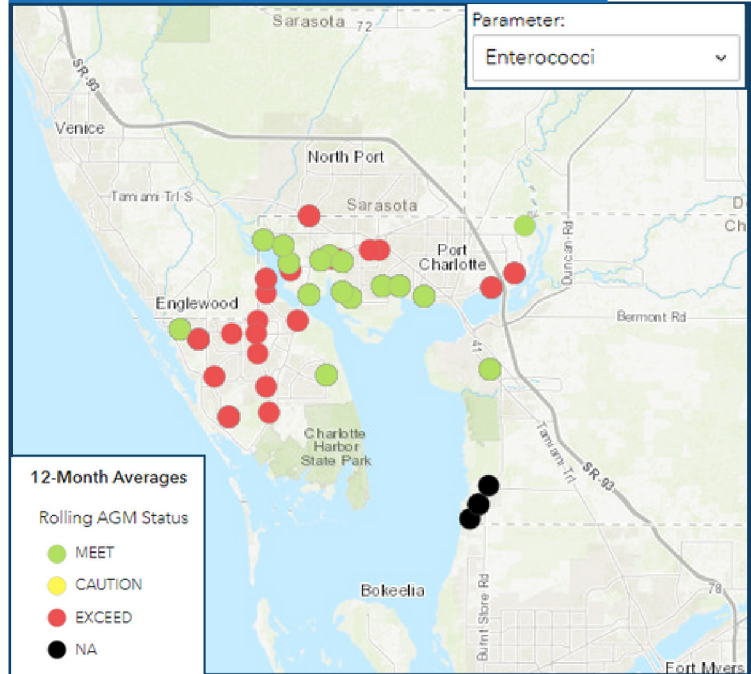 Parameter:
Enterococci
Sarasota
72
SR-93
Venice
North Port
Tamiami Trl S
Sarasota
D
Ch
Port
Charlotte
Duncan-Rd
Englewood
Bermont Rd
41
Charlotte
Harbor
State Park
Tamiami-Trl
SR-93
12-Month Averages
Rolling AGM Status
MEET
CAUTION
EXCEED
NA
Bokeelia
Burnt Store Rd
78
Fort Myers